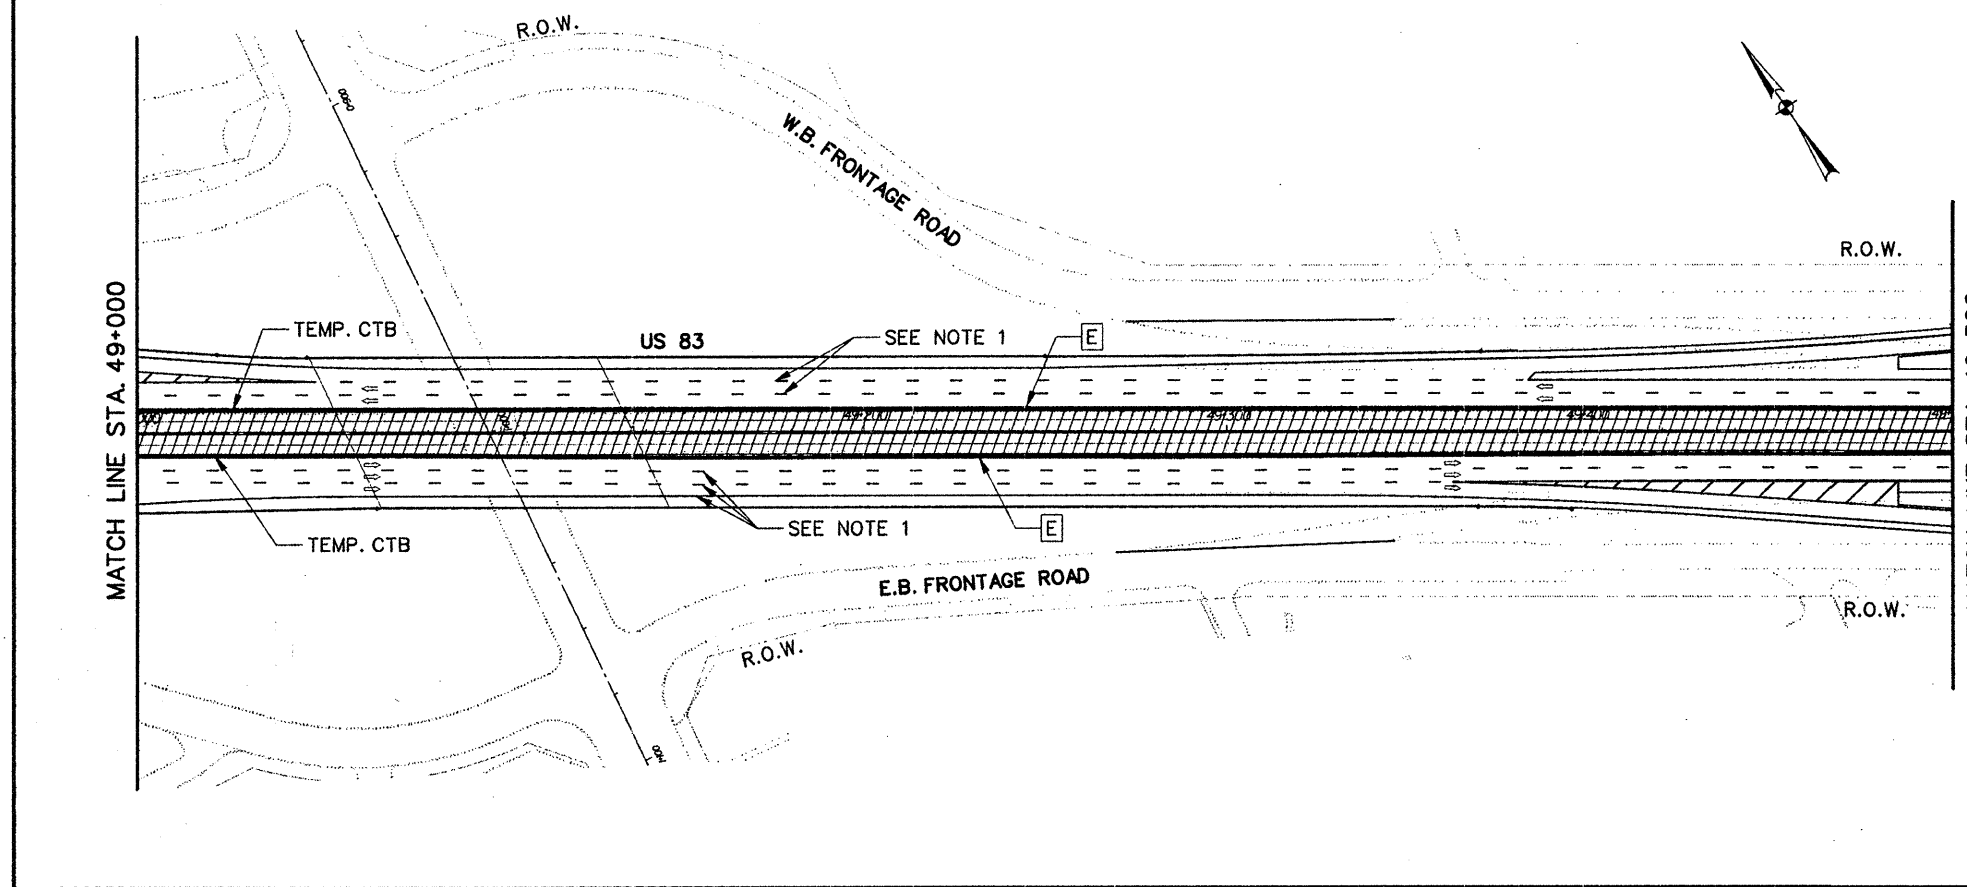 R.O.W.
W.B. FRONTAGE ROAD
R.O.W.
MATCH LINE STA. 49+000
TEMP. CTB
US 83
SEE NOTE 1
E
49+200
49+300
49+400
SEE NOTE 1
E
TEMP. CTB
E.B. FRONTAGE ROAD
R.O.W.
R.O.W.